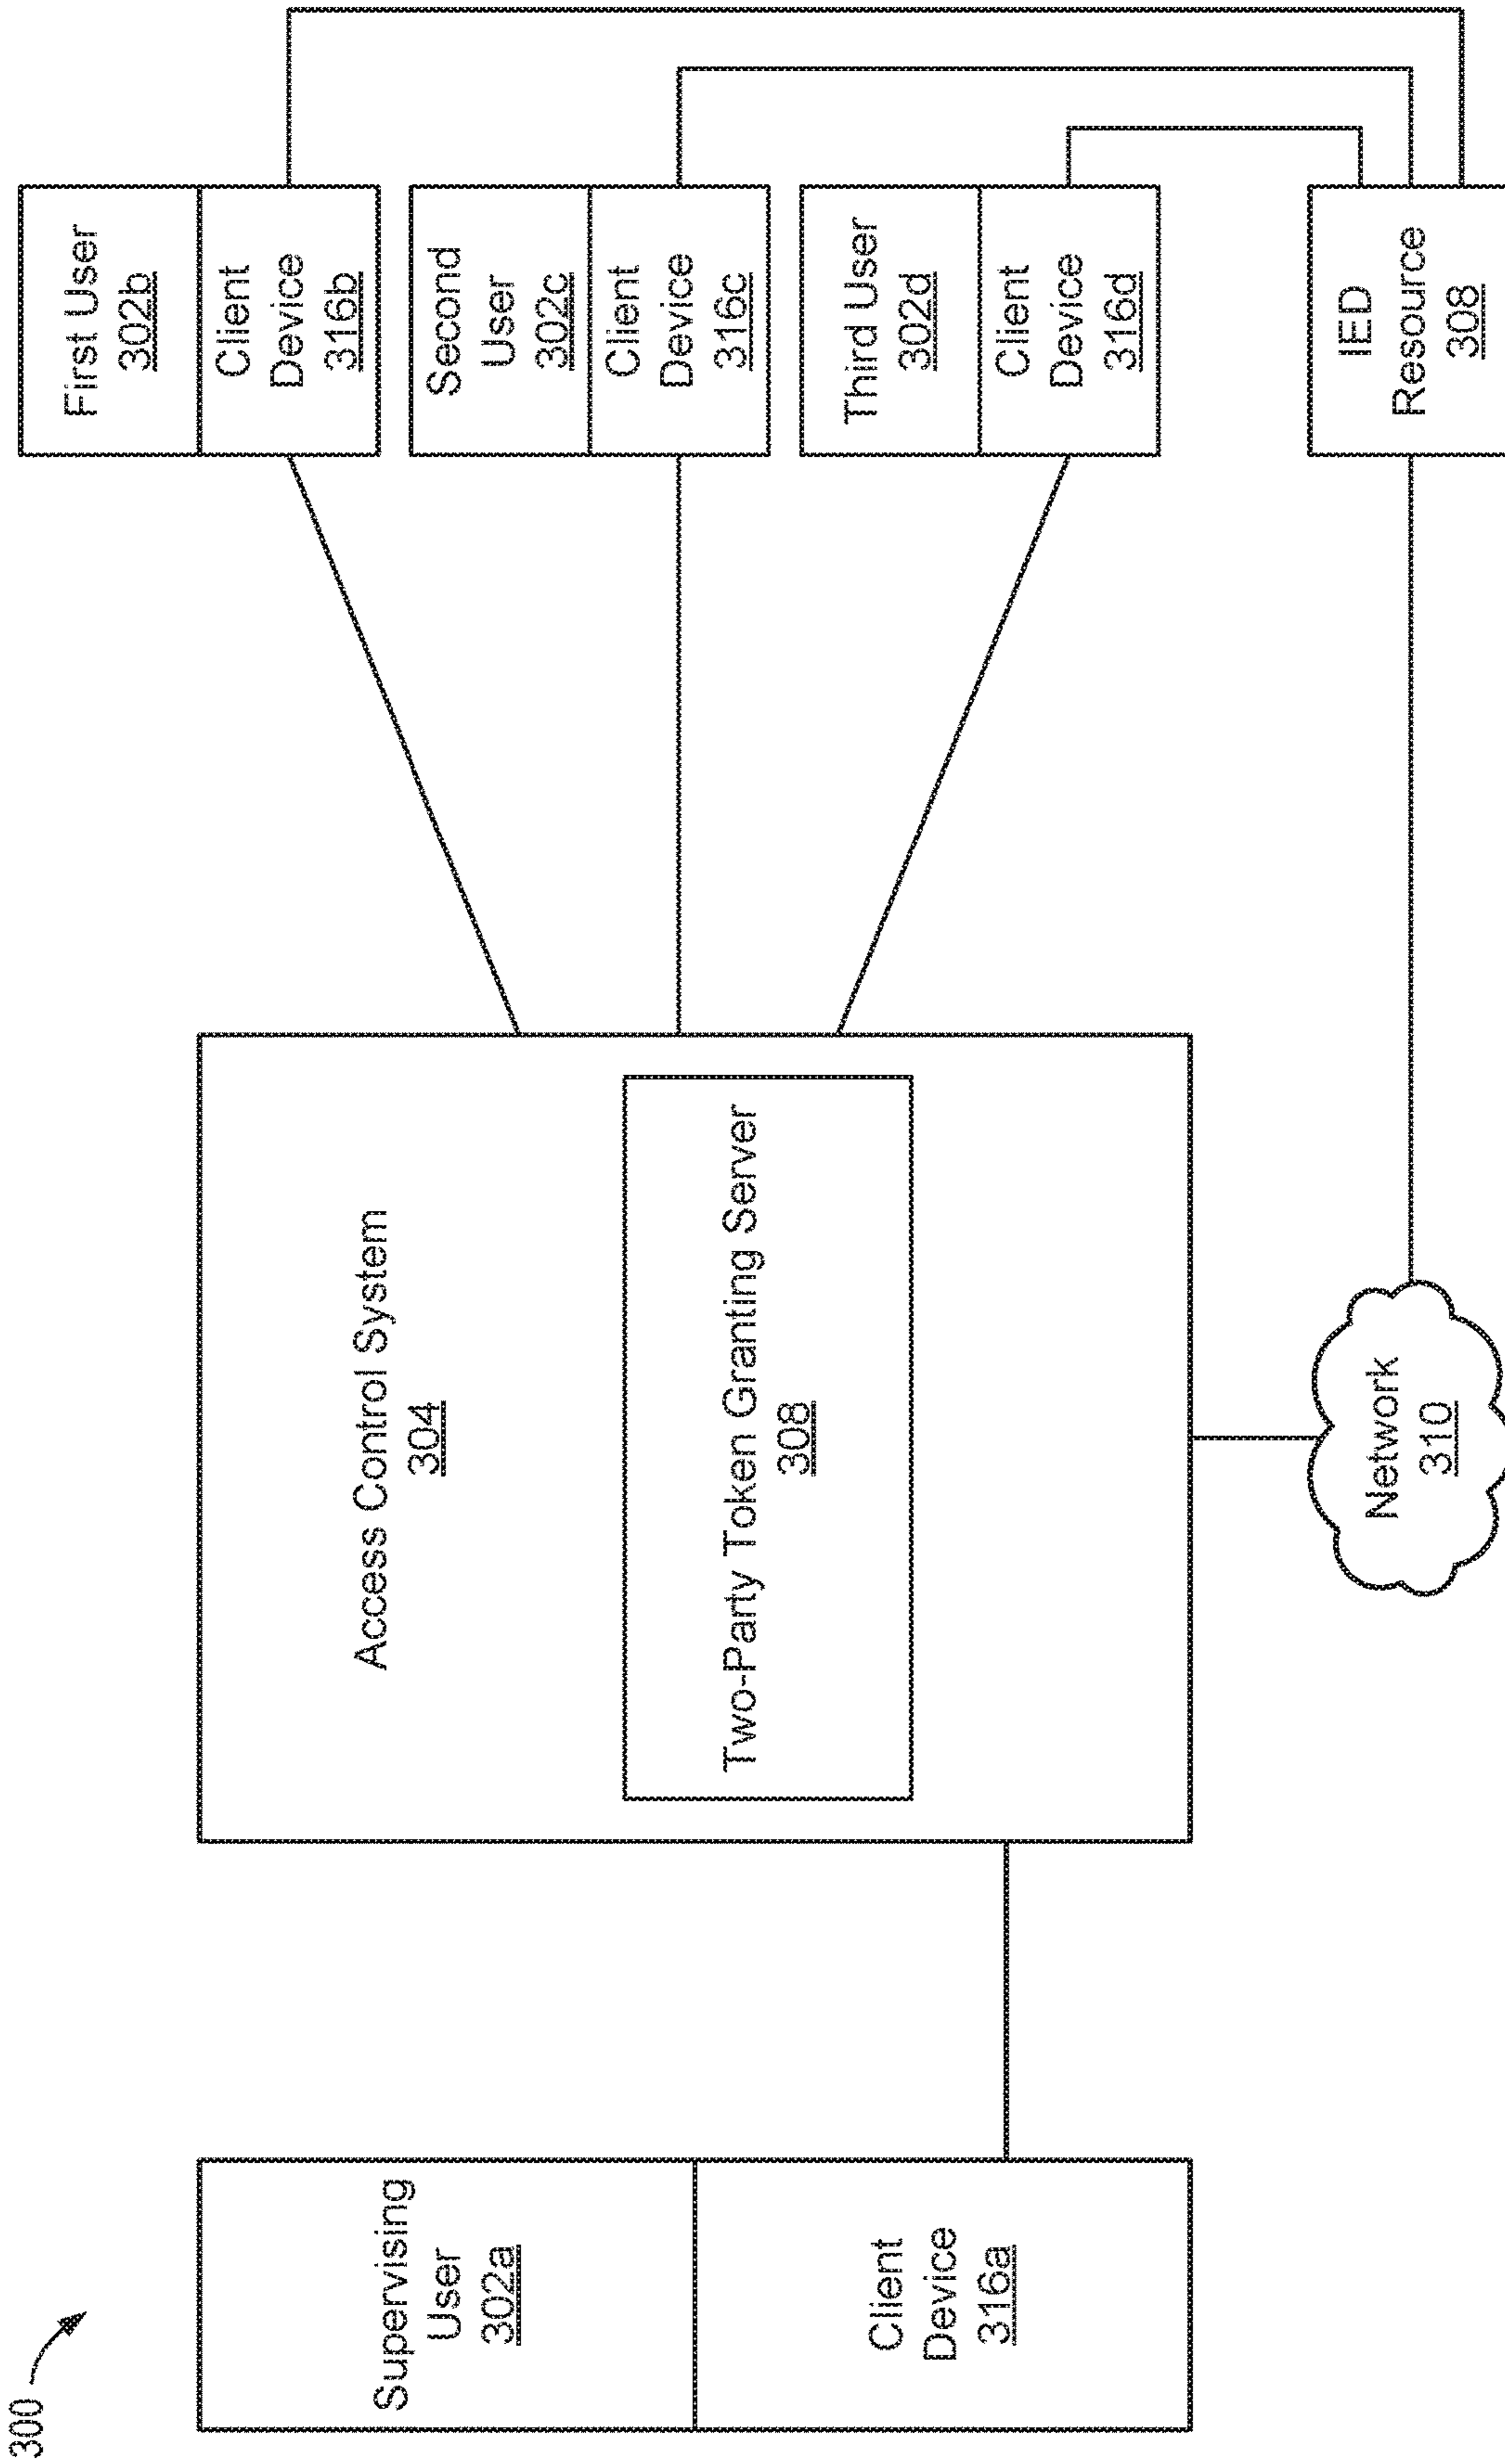 300
Supervising
User
302a
Client
Device
316a
Access Control System
304
Two-Party Token Granting Server
308
Network
310
First User
302b
Client
Device
316b
Second
User
302c
Client
Device
316c
Third User
302d
Client
Device
316d
IED
Resource
308